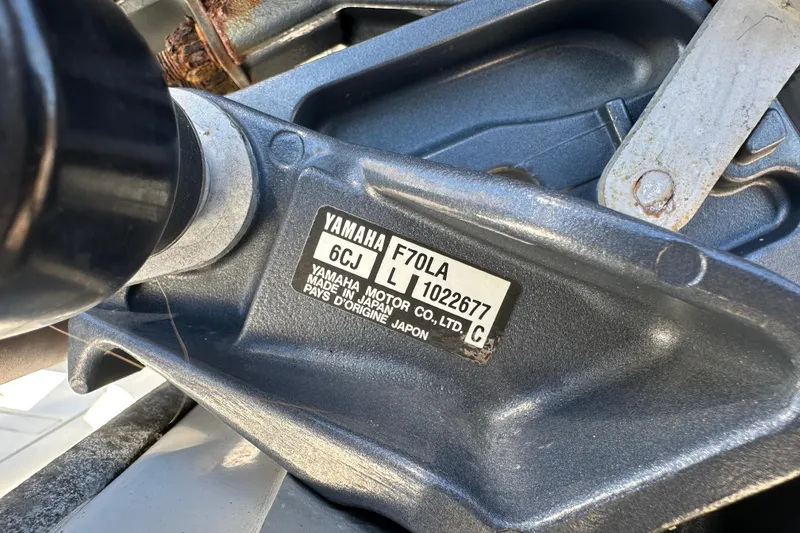 YAMAHA F70LA
6CJ L 1022677 C
YAMAHA MOTOR CO.,LTD.
MADE IN JAPAN
PAYS D'ORIGINE JAPON